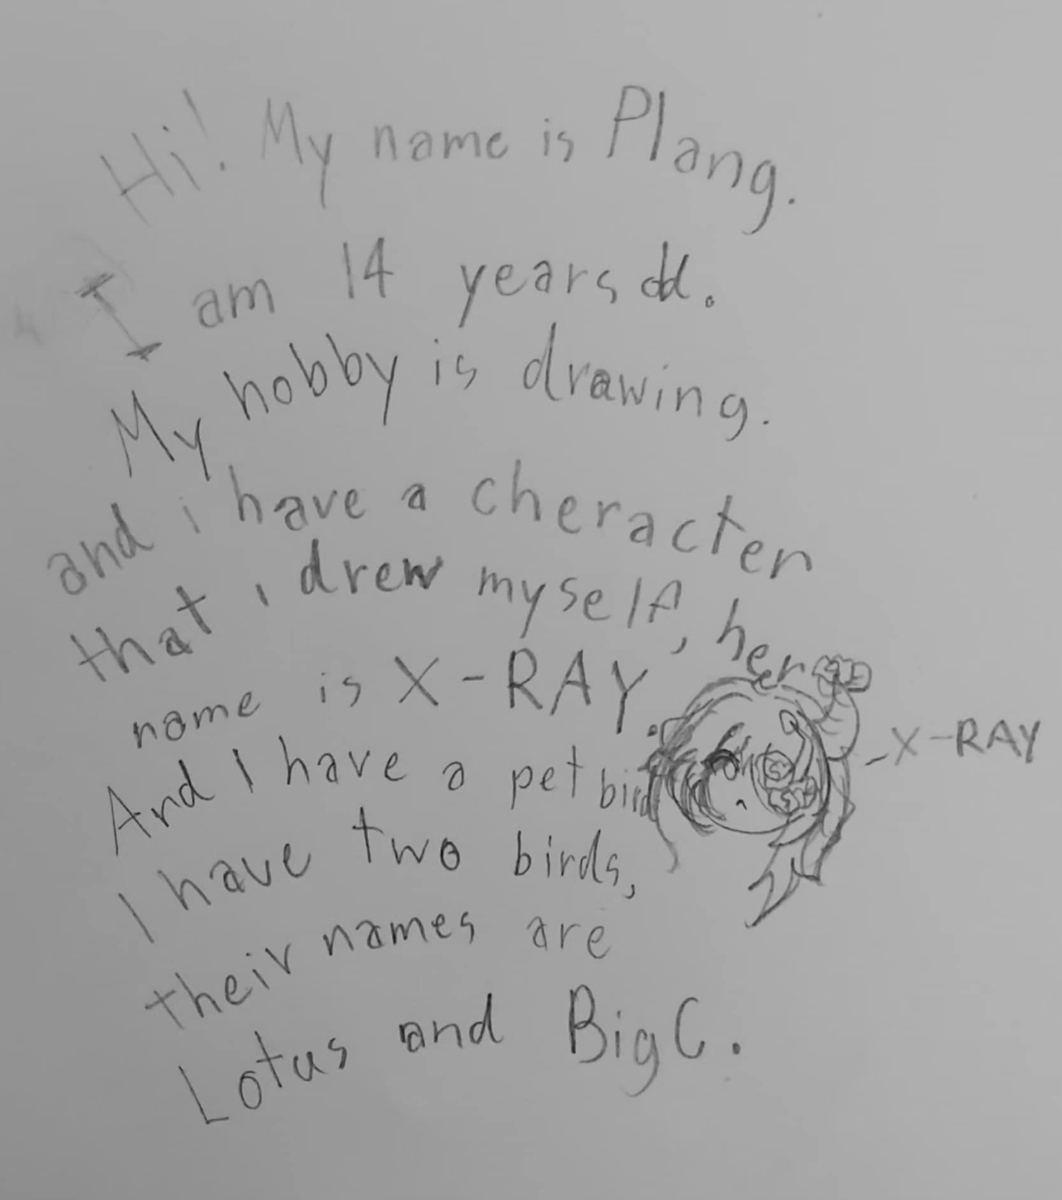 Hi! My name is Plang.
I am 14 years old.
My hobby is drawing.
and i have a cheracter
that i drew myself, her
name is X-RAY.
X-RAY
And I have a pet bird
I have two birds,
their names are
Lotus and BigC.